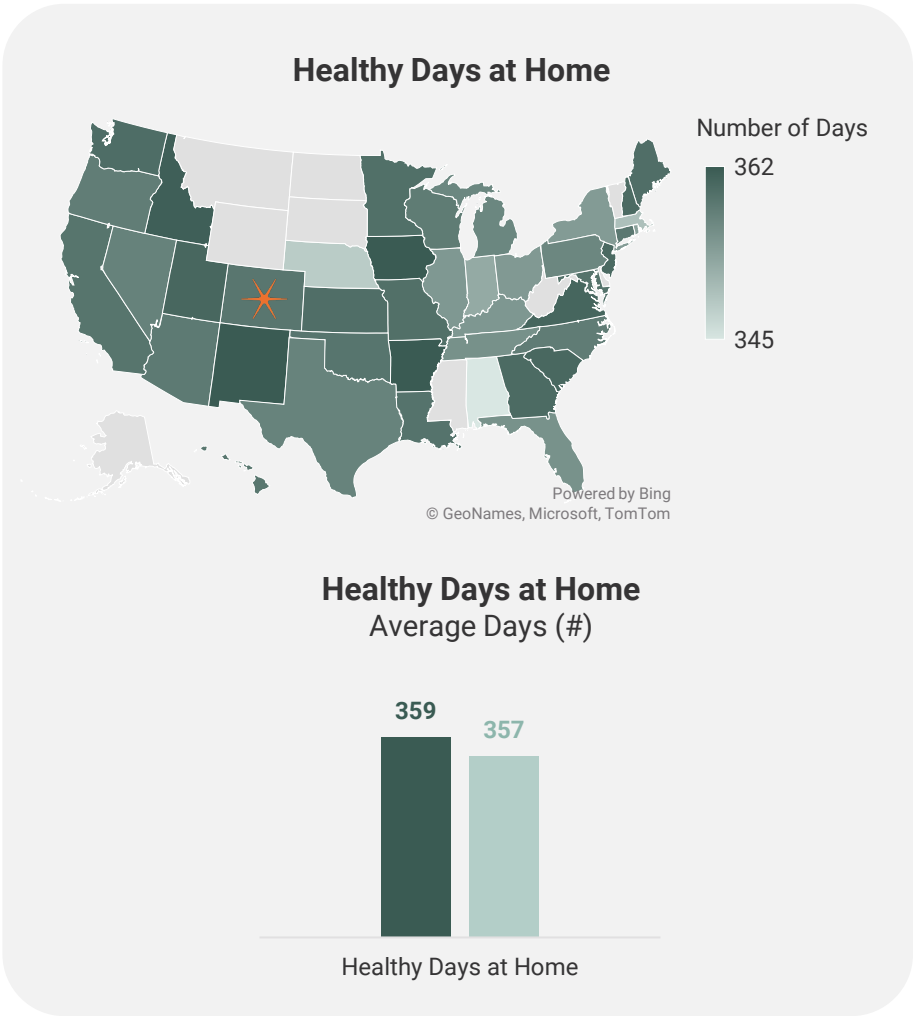 Healthy Days at Home
Number of Days
362
345
Powered by Bing
© GeoNames, Microsoft, TomTom
Healthy Days at Home
Average Days (#)
359
357
Healthy Days at Home